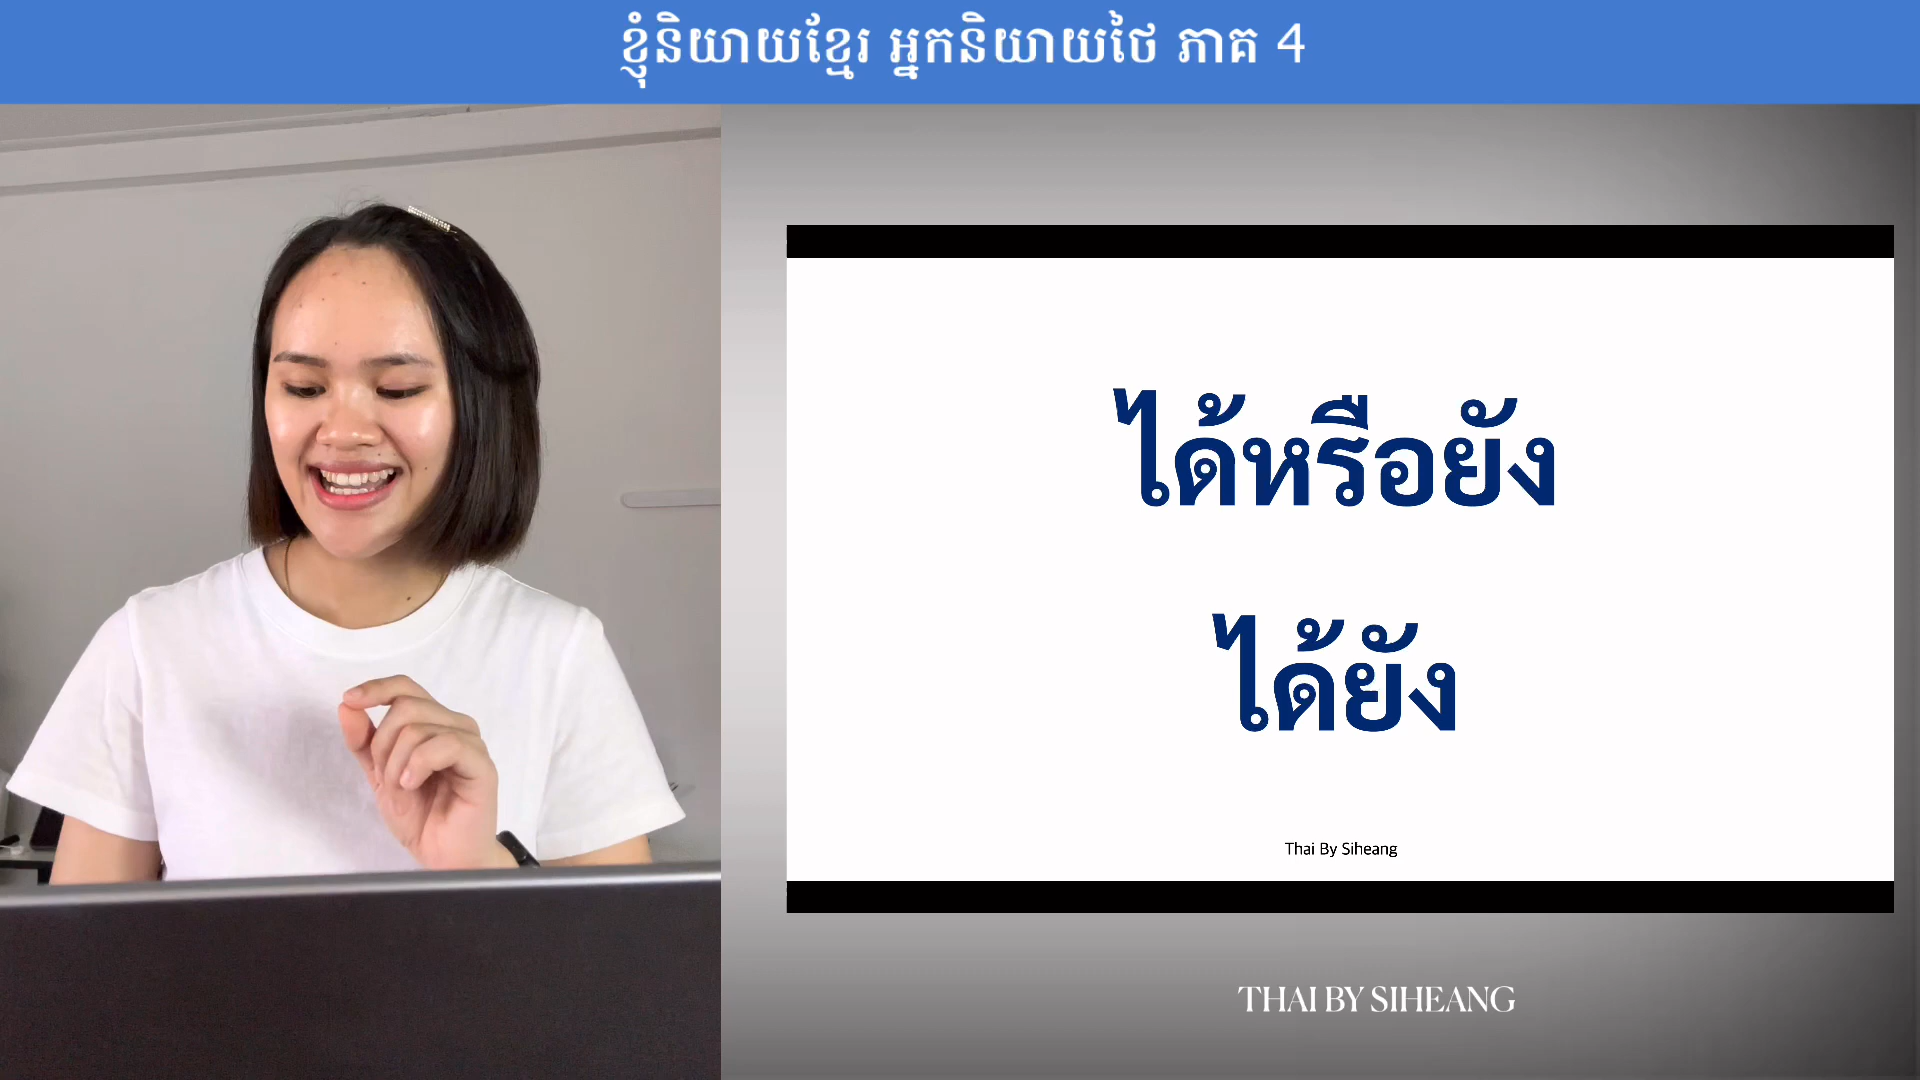 ខ្ញុំនិយាយខ្មែរ អ្នកនិយាយថៃ ភាគ 4
ได้หรือยัง
ได้ยัง
Thai By Siheang
THAI BY SIHEANG